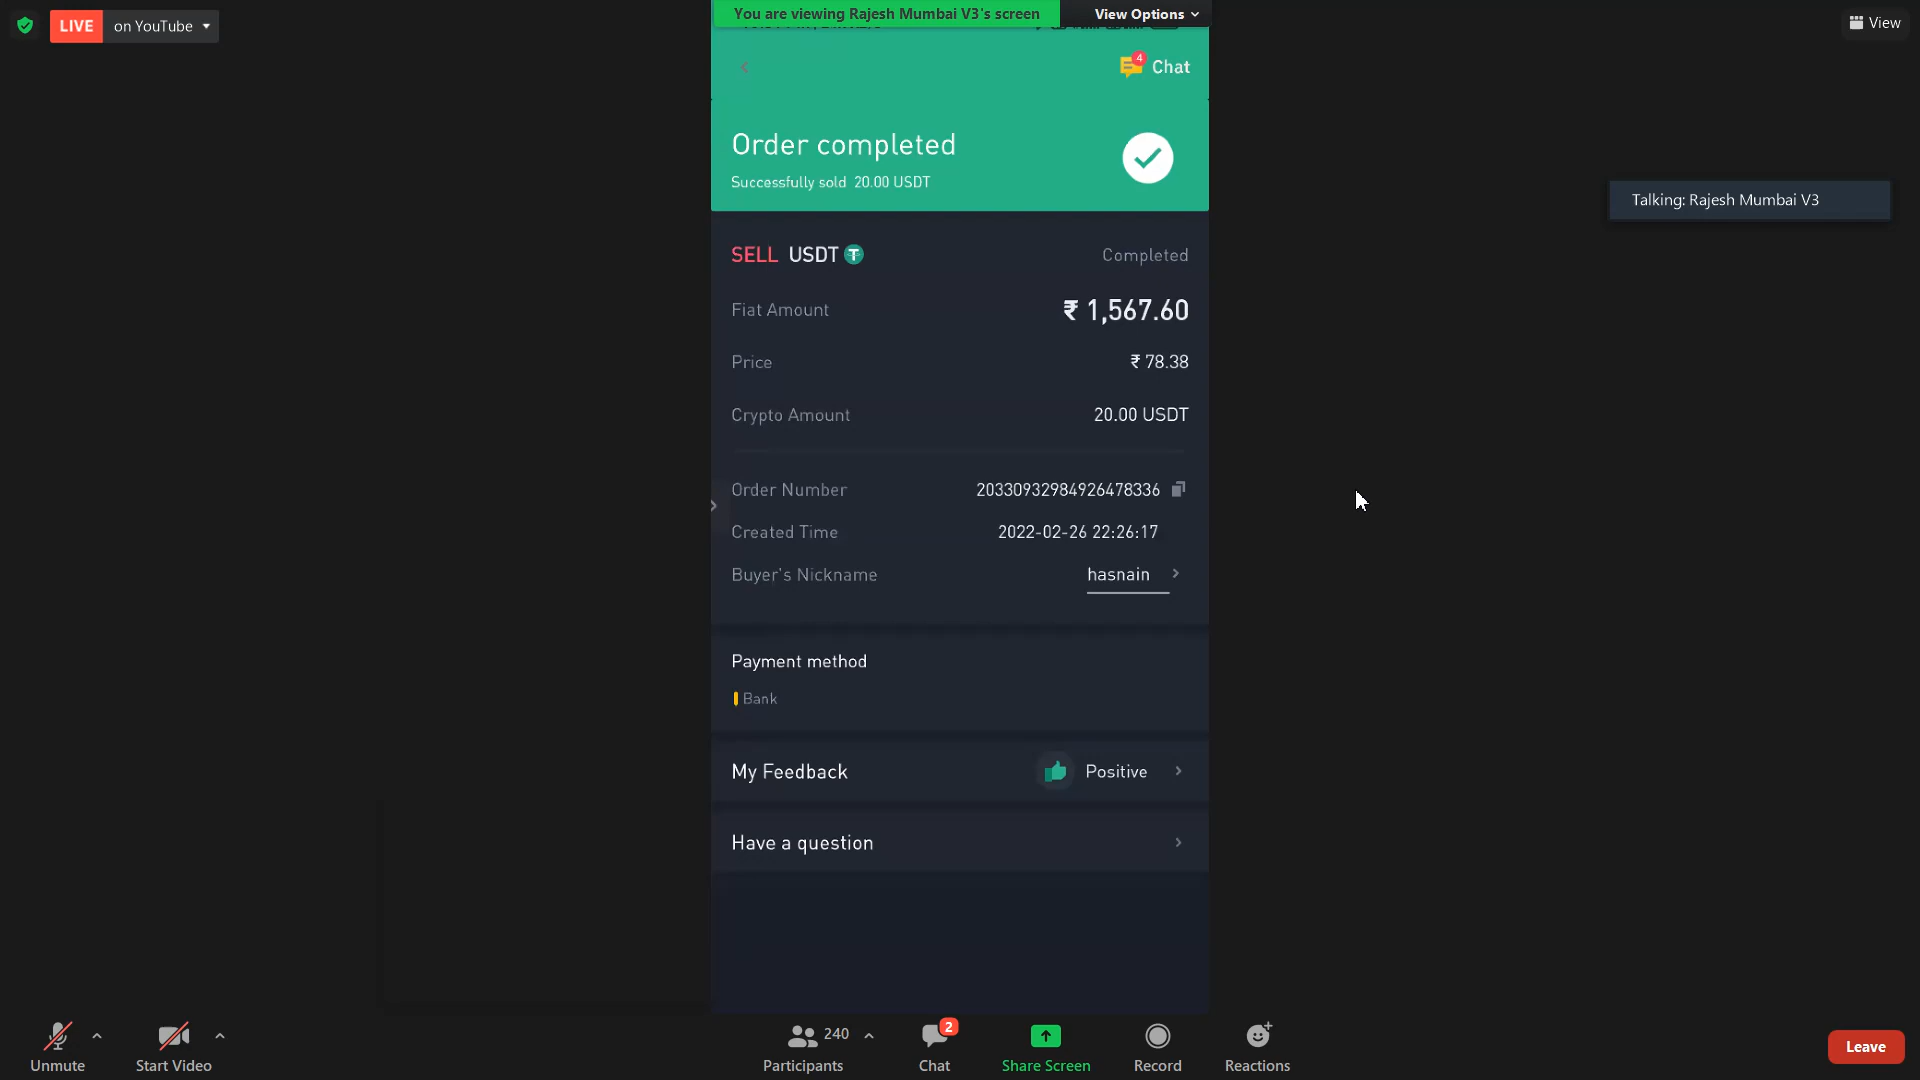 LIVE on YouTube
You are viewing Rajesh Mumbai V3's screen
View Options
View
4
Chat
Order completed
Successfully sold 20.00 USDT
Talking: Rajesh Mumbai V3
SELL USDT
Completed
Fiat Amount
₹ 1,567.60
Price
₹ 78.38
Crypto Amount
20.00 USDT
Order Number
20330932984926478336
Created Time
2022-02-26 22:26:17
Buyer's Nickname
hasnain
Payment method
Bank
My Feedback
Positive
Have a question
Unmute
Start Video
240
Participants
2
Chat
Share Screen
Record
Reactions
Leave